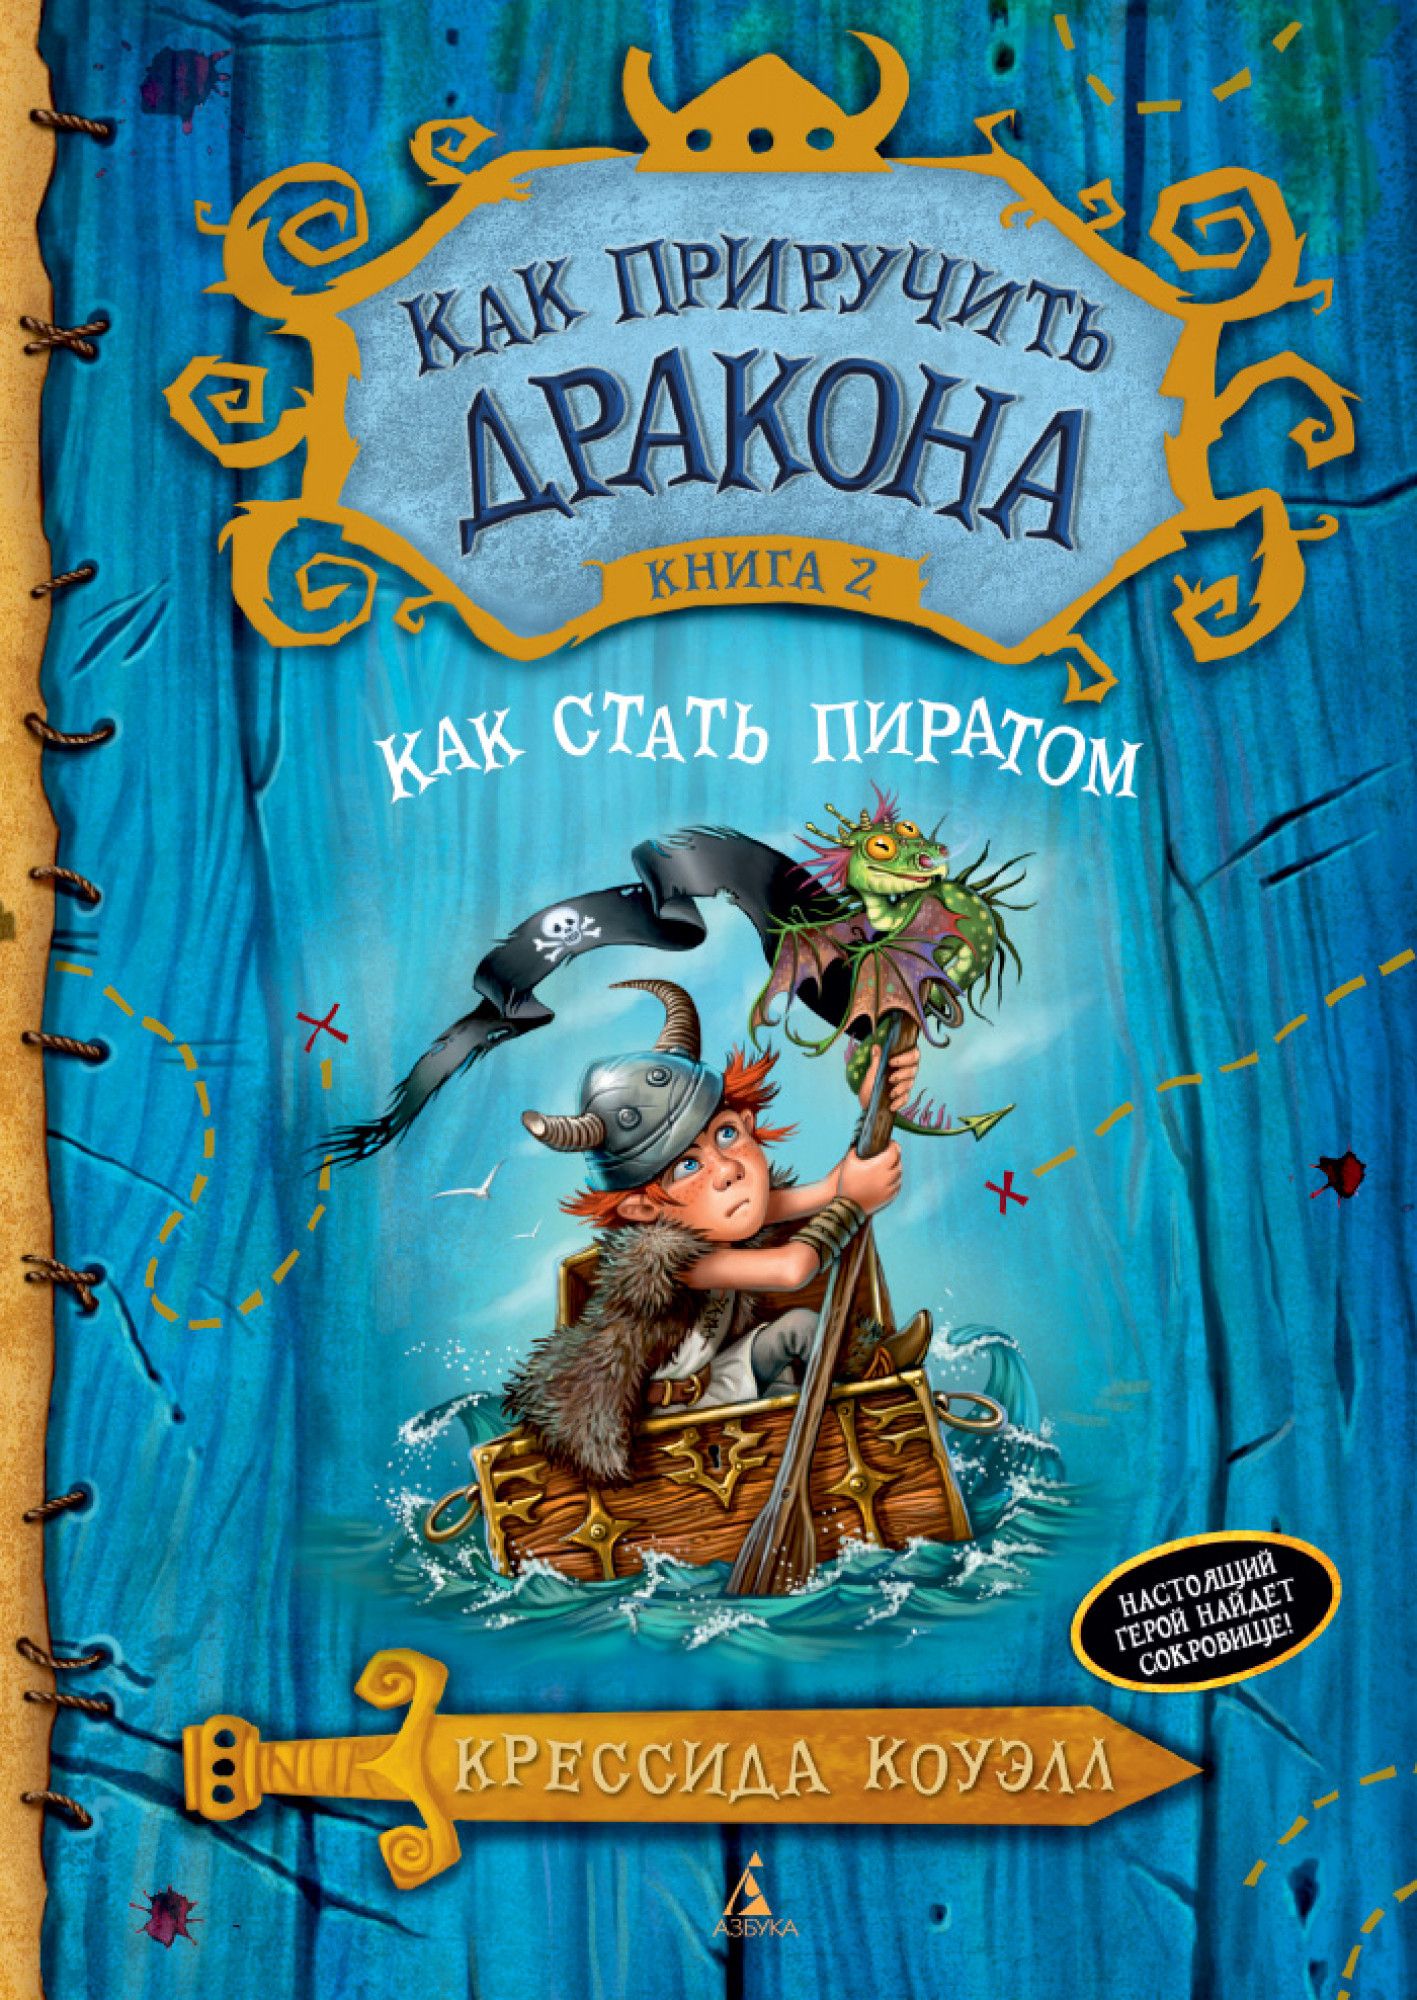 КАК ПРИРУЧИТЬ
ДРАКОНА
КНИГА 2
КАК СТАТЬ ПИРАТОМ
НАСТОЯЩИЙ
ГЕРОЙ НАЙДЕТ
СОКРОВИЩЕ!
КРЕССИДА КОУЭЛЛ
АЗБУКА